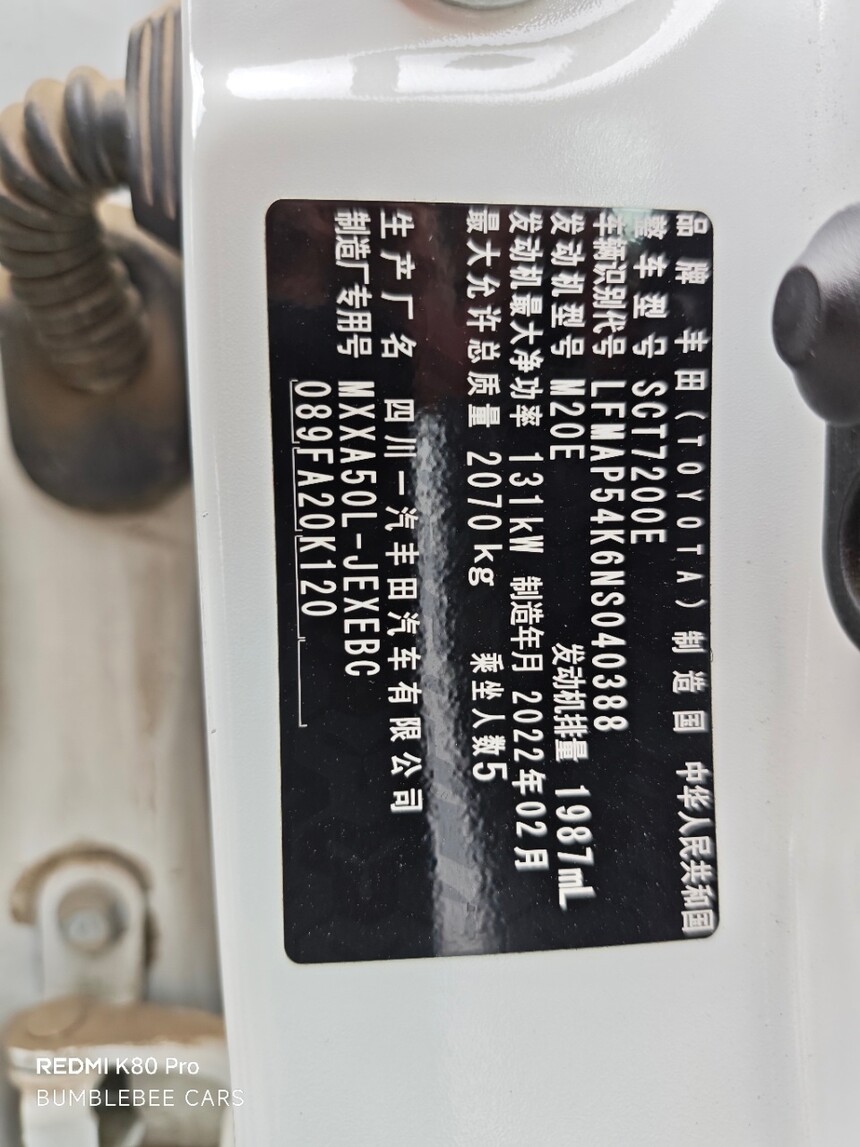 品牌 丰田(TOYOTA) 制造国 中华人民共和国
整车型号 SCT7200E
车辆识别代号 LFMAP54K6NS040388
发动机型号 M20E 发动机排量 1987mL
发动机最大净功率 131kW 制造年月 2022年02月
最大允许总质量 2070kg 乘坐人数5
生产厂名 四川一汽丰田汽车有限公司
制造厂专用号 MXXA50L-JEXEBC
089FA20K120
REDMI K80 Pro
BUMBLEBEE CARS